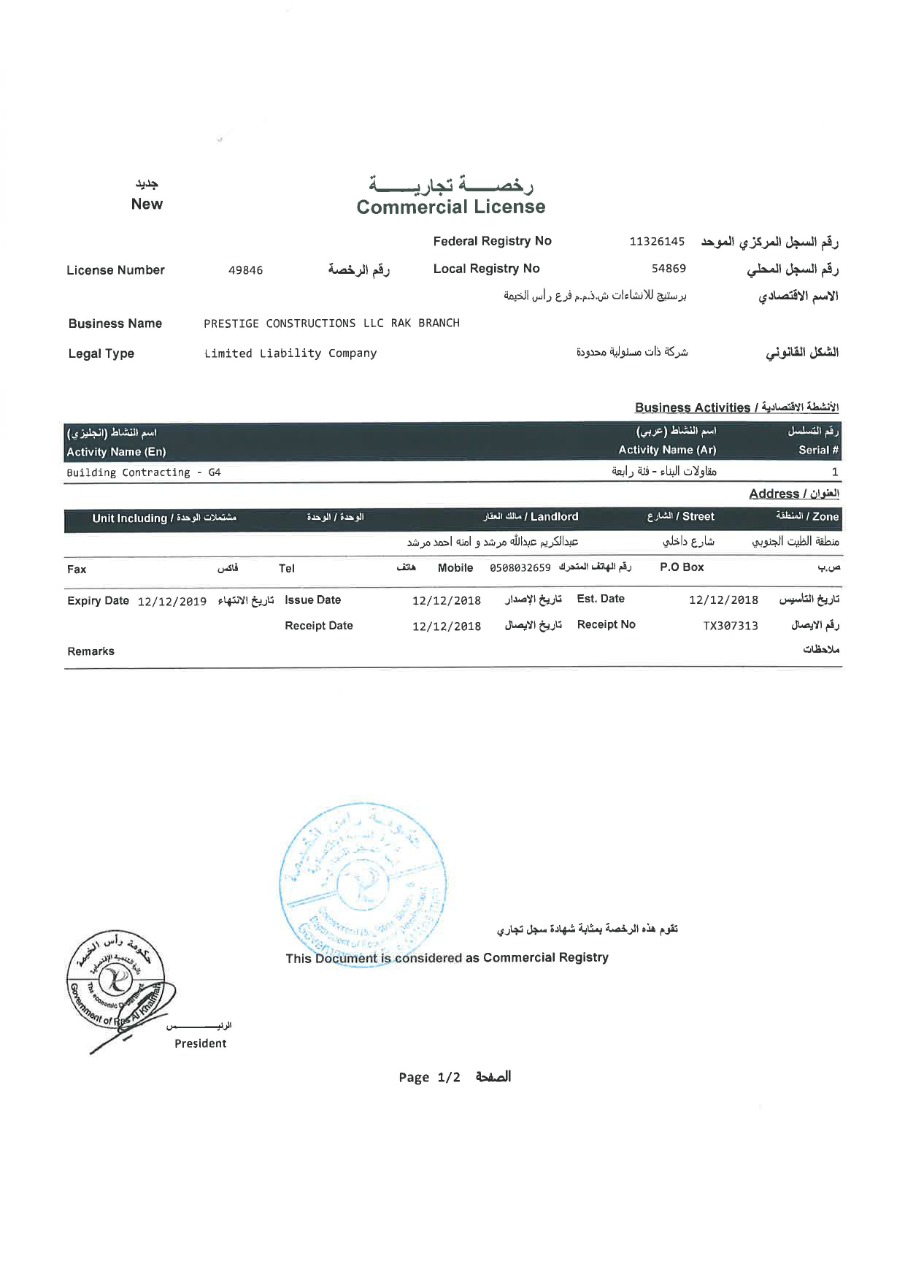 جديد
New
رخصــــة تجاريــــــة
Commercial License
Federal Registry No 11326145 رقم السجل المركزي الموحد
License Number 49846 رقم الرخصة Local Registry No 54869 رقم السجل المحلي
برستيج للانشاءات ش.ذ.م.م فرع رأس الخيمة الاسم الاقتصادي
Business Name PRESTIGE CONSTRUCTIONS LLC RAK BRANCH
Legal Type Limited Liability Company شركة ذات مسئولية محدودة الشكل القانوني
Business Activities / الأنشطة الاقتصادية
اسم النشاط (انجليزي) اسم النشاط (عربي) رقم التسلسل
Activity Name (En) Activity Name (Ar) Serial #
Building Contracting - G4 مقاولات البناء - فئة رابعة 1
Address / العنوان
Unit Including / مشتملات الوحدة الوحدة / الوحدة مالك العقار / Landlord الشارع / Street المنطقة / Zone
عبدالكريم عبدالله مرشد و امنه احمد مرشد شارع داخلي منطقة الظيت الجنوبي
Fax فاكس Tel هاتف Mobile 0508032659 رقم الهاتف المتحرك P.O Box ص.ب
Expiry Date 12/12/2019 تاريخ الانتهاء Issue Date 12/12/2018 تاريخ الإصدار Est. Date 12/12/2018 تاريخ التأسيس
Receipt Date 12/12/2018 تاريخ الايصال Receipt No TX307313 رقم الايصال
Remarks ملاحظات
حكومة رأس الخيمة
تقوم هذه الرخصة بمثابة شهادة سجل تجاري
This Document is considered as Commercial Registry
حكومة رأس الخيمة
دائرة التنمية الإقتصادية
Government of Ras Al Khaimah
الرئيــــــــس
President
Page 1/2 الصفحة